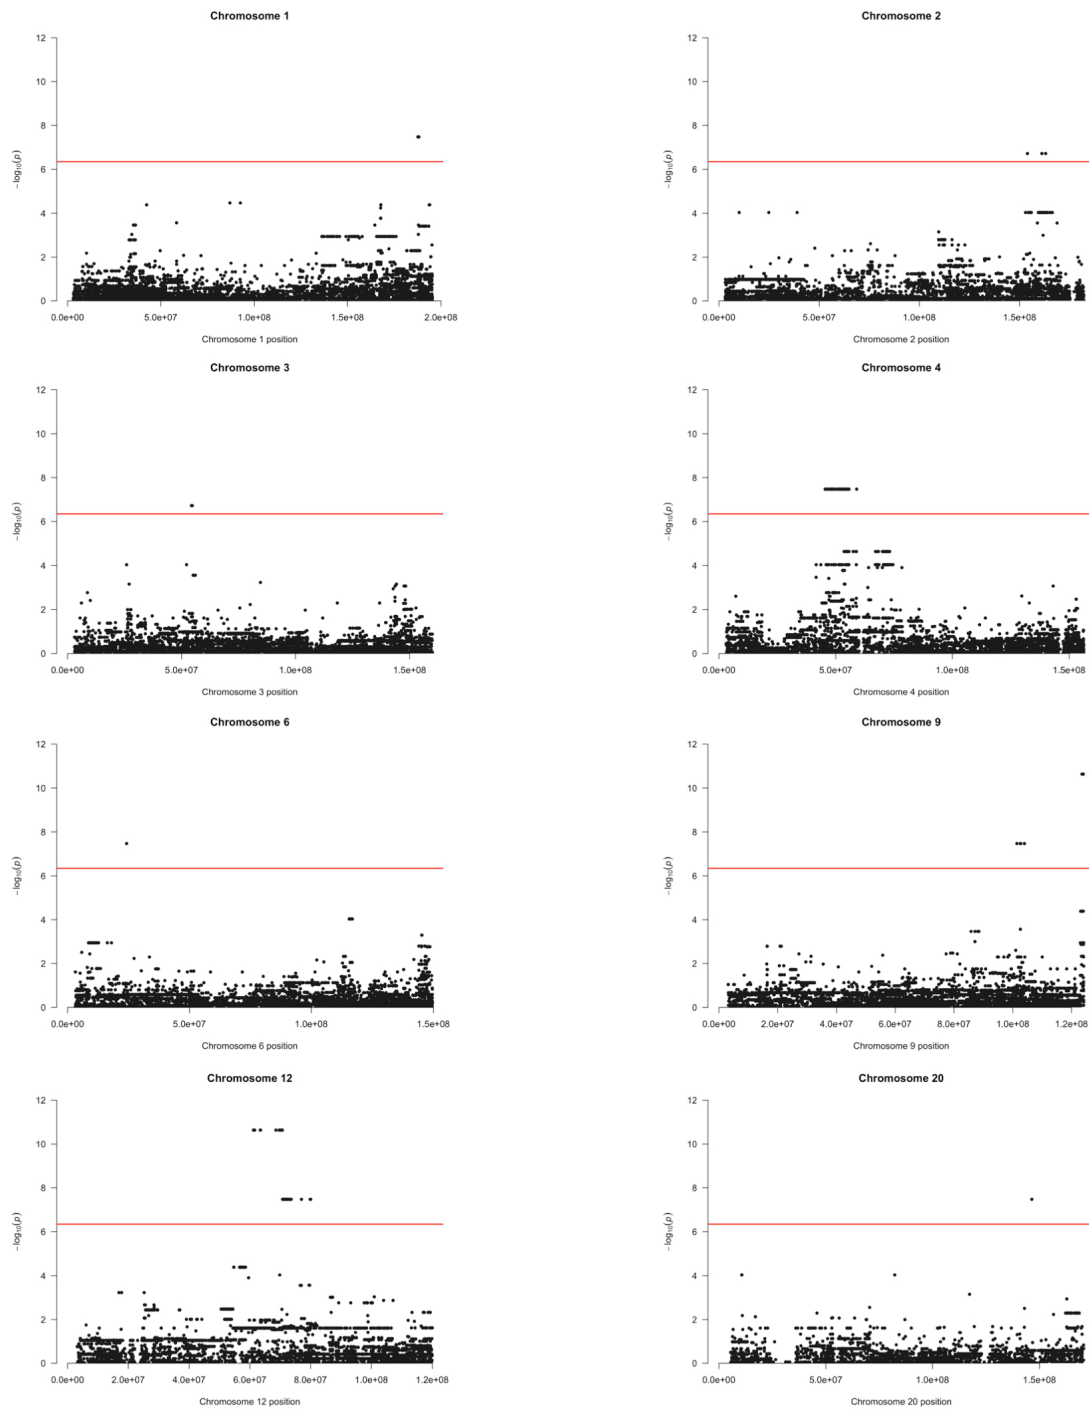 Chromosome 1
12
10
8
6
4
2
0
−log10(p)
0.0e+00 5.0e+07 1.0e+08 1.5e+08 2.0e+08
Chromosome 1 position
Chromosome 2
12
10
8
6
4
2
0
−log10(p)
0.0e+00 5.0e+07 1.0e+08 1.5e+08
Chromosome 2 position
Chromosome 3
12
10
8
6
4
2
0
−log10(p)
0.0e+00 5.0e+07 1.0e+08 1.5e+08
Chromosome 3 position
Chromosome 4
12
10
8
6
4
2
0
−log10(p)
0.0e+00 5.0e+07 1.0e+08 1.5e+08
Chromosome 4 position
Chromosome 6
12
10
8
6
4
2
0
−log10(p)
0.0e+00 5.0e+07 1.0e+08 1.5e+08
Chromosome 6 position
Chromosome 9
12
10
8
6
4
2
0
−log10(p)
0.0e+00 2.0e+07 4.0e+07 6.0e+07 8.0e+07 1.0e+08 1.2e+08
Chromosome 9 position
Chromosome 12
12
10
8
6
4
2
0
−log10(p)
0.0e+00 2.0e+07 4.0e+07 6.0e+07 8.0e+07 1.0e+08 1.2e+08
Chromosome 12 position
Chromosome 20
12
10
8
6
4
2
0
−log10(p)
0.0e+00 5.0e+07 1.0e+08 1.5e+08
Chromosome 20 position